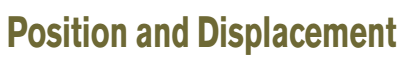 Position and Displacement